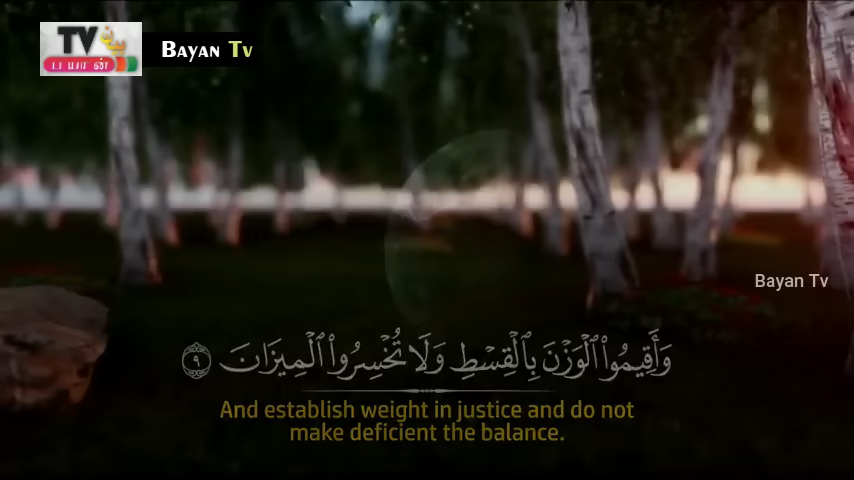 TV
பயான்
Bayan Tv
Bayan Tv
وَأَقِيمُوا۟ ٱلْوَزْنَ بِٱلْقِسْطِ وَلَا تُخْسِرُوا۟ ٱلْمِيزَانَ ٩
And establish weight in justice and do not
make deficient the balance.